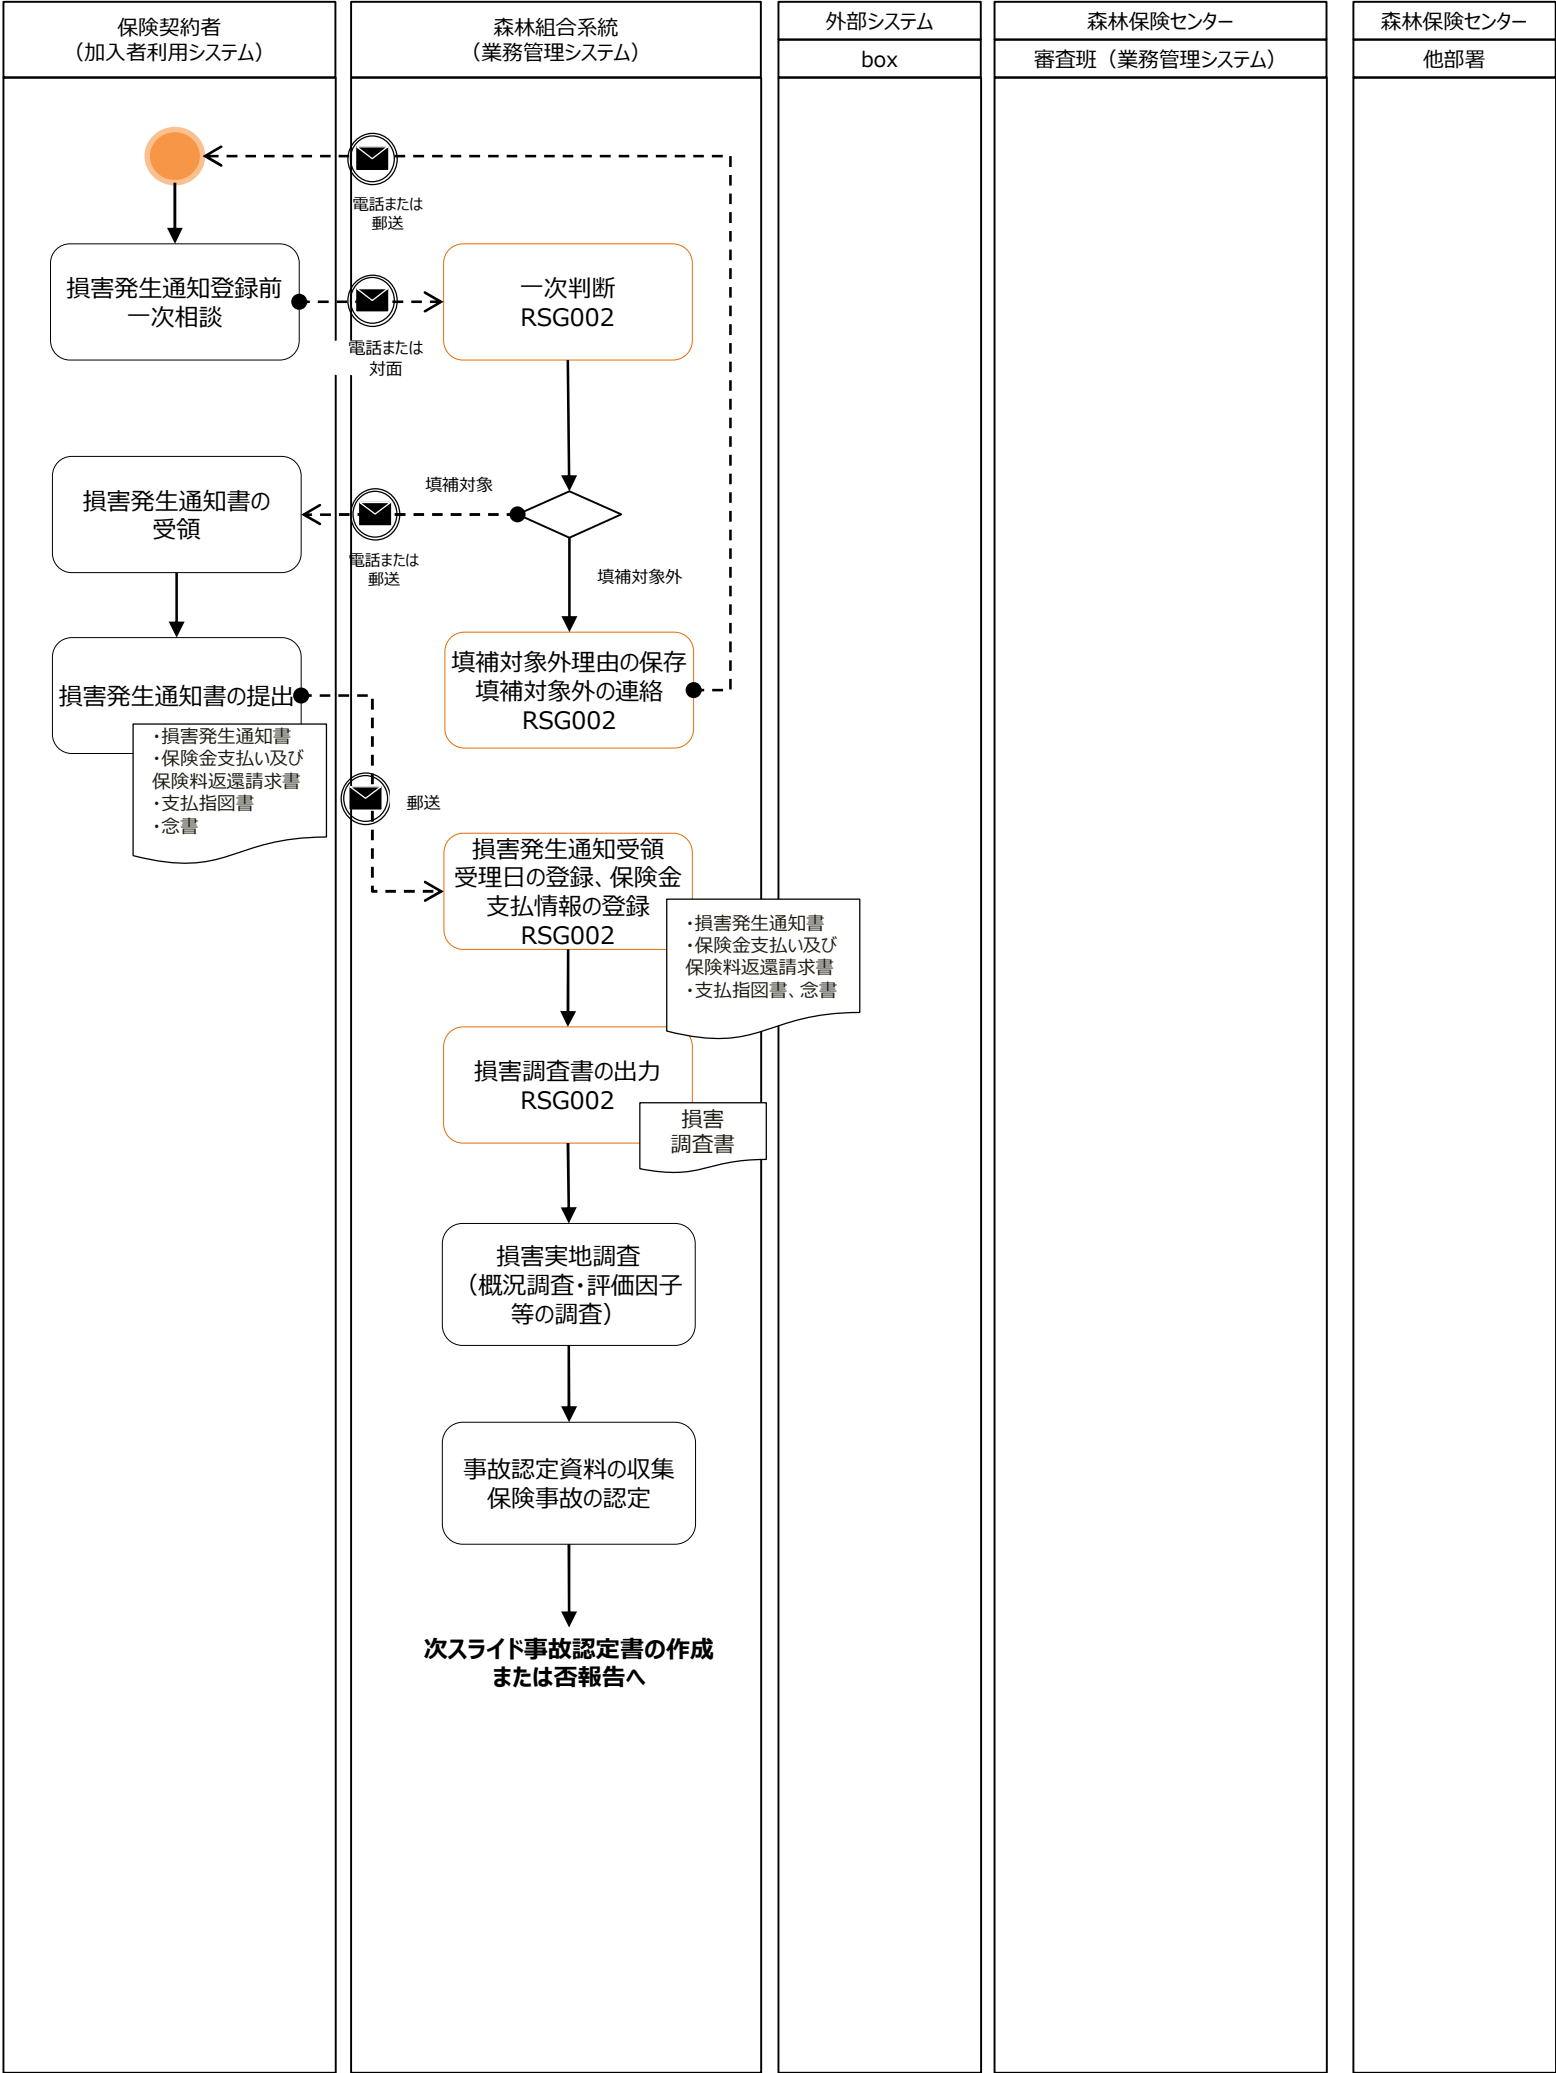 保険契約者
（加入者利用システム）
森林組合系統
（業務管理システム）
外部システム
box
森林保険センター
審査班（業務管理システム）
森林保険センター
他部署
電話または
郵送
損害発生通知登録前
一次相談
電話または
対面
一次判断
RSG002
損害発生通知書の
受領
電話または
郵送
填補対象
填補対象外
損害発生通知書の提出
・損害発生通知書
・保険金支払い及び
保険料返還請求書
・支払指図書
・念書
填補対象外理由の保存
填補対象外の連絡
RSG002
郵送
損害発生通知受領
受理日の登録、保険金
支払情報の登録
RSG002
・損害発生通知書
・保険金支払い及び
保険料返還請求書
・支払指図書、念書
損害調査書の出力
RSG002
損害
調査書
損害実地調査
（概況調査・評価因子
等の調査）
事故認定資料の収集
保険事故の認定
次スライド事故認定書の作成
または否報告へ